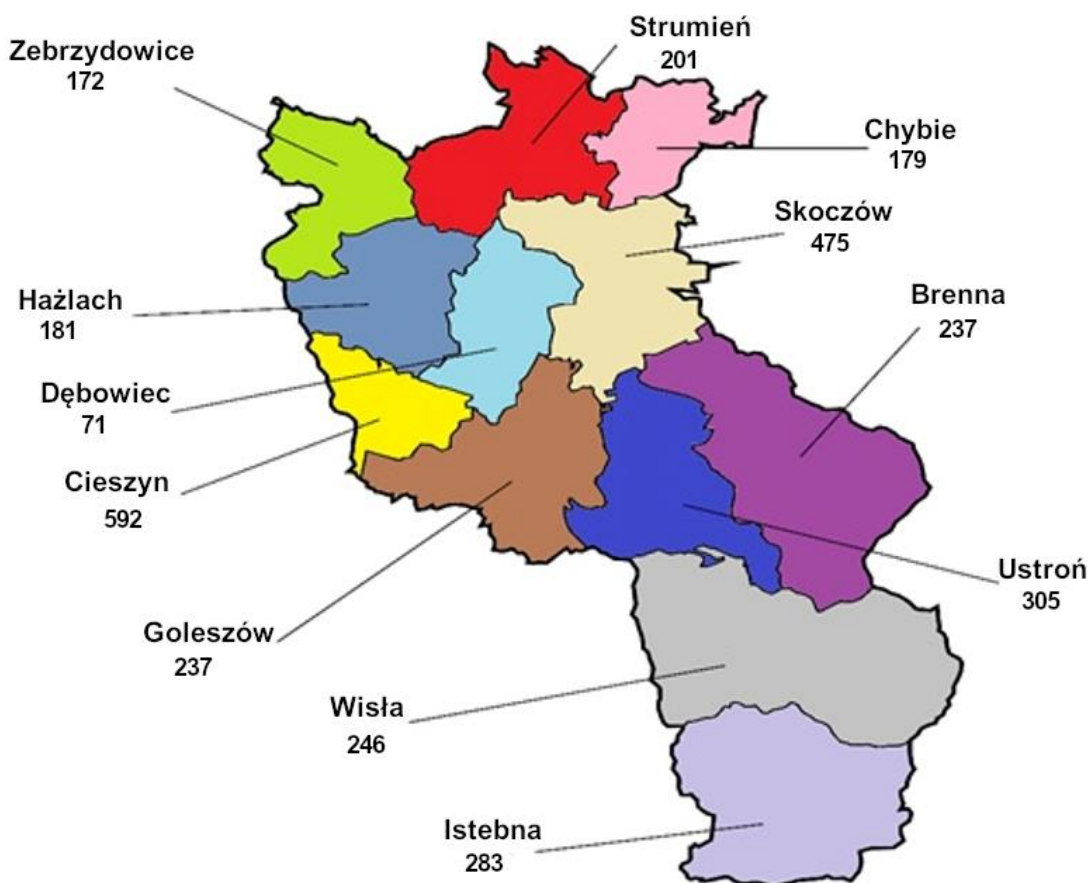 Strumień
201
Zebrzydowice
172
Chybie
179
Skoczów
475
Hażlach
181
Brenna
237
Dębowiec
71
Cieszyn
592
Ustroń
305
Goleszów
237
Wisła
246
Istebna
283